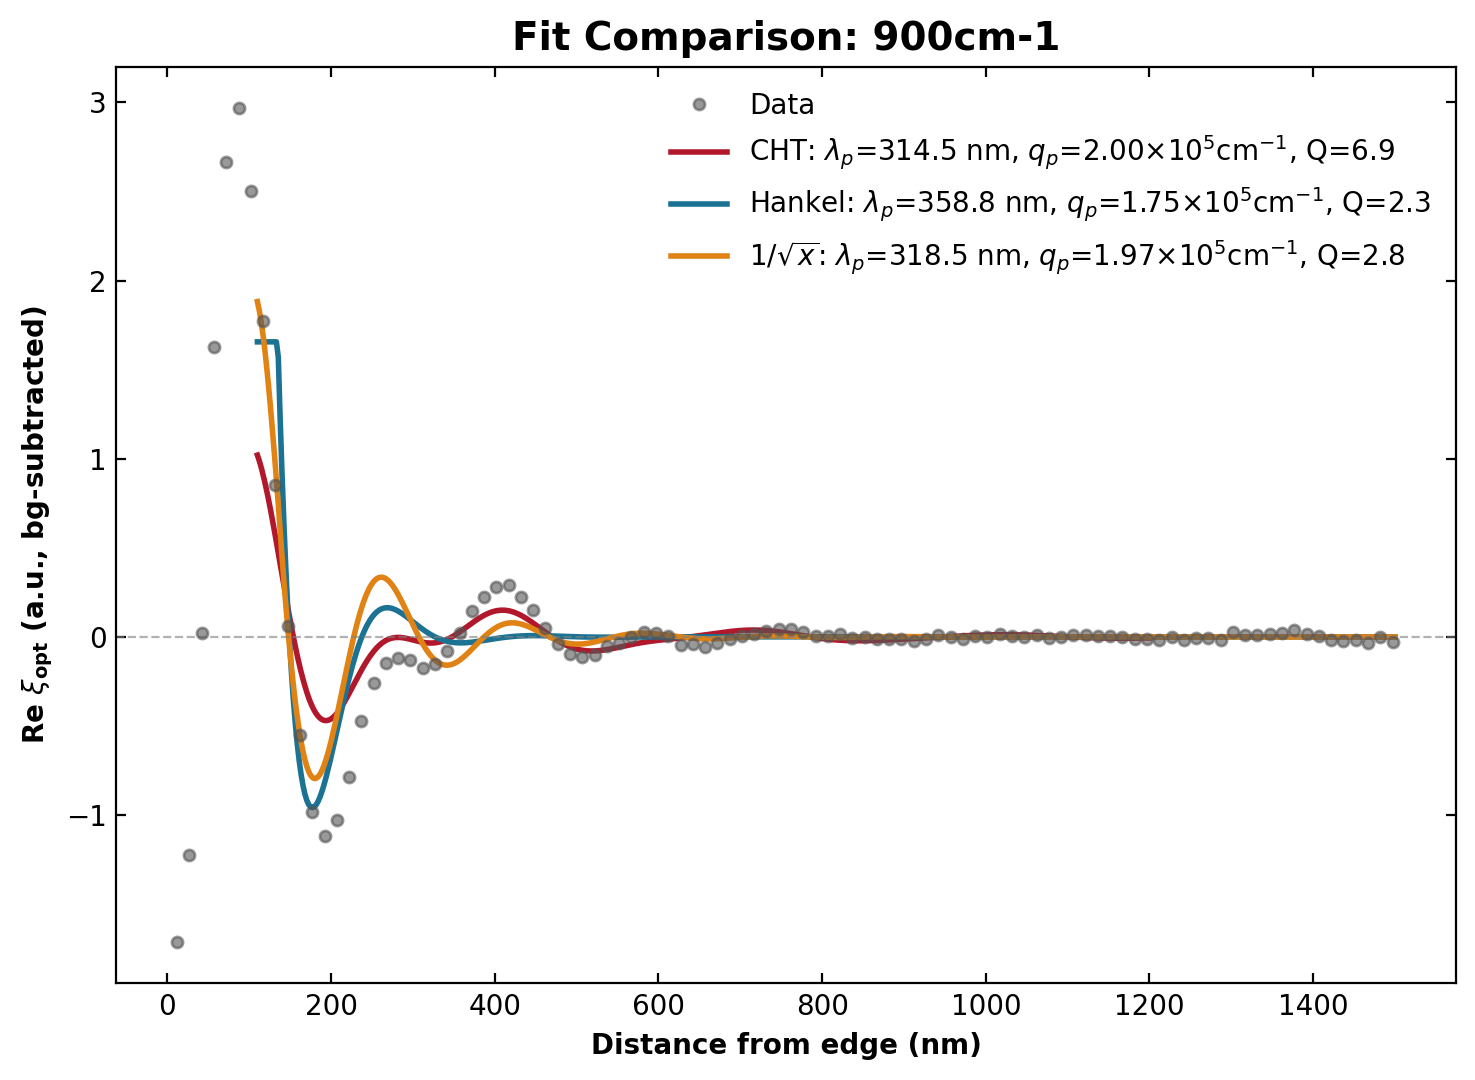 Fit Comparison: 900cm-1
Data
CHT: λₚ=314.5 nm, qₚ=2.00×10⁵cm⁻¹, Q=6.9
Hankel: λₚ=358.8 nm, qₚ=1.75×10⁵cm⁻¹, Q=2.3
1/√x: λₚ=318.5 nm, qₚ=1.97×10⁵cm⁻¹, Q=2.8
Re ξopt (a.u., bg-subtracted)
3
2
1
0
−1
0 200 400 600 800 1000 1200 1400
Distance from edge (nm)